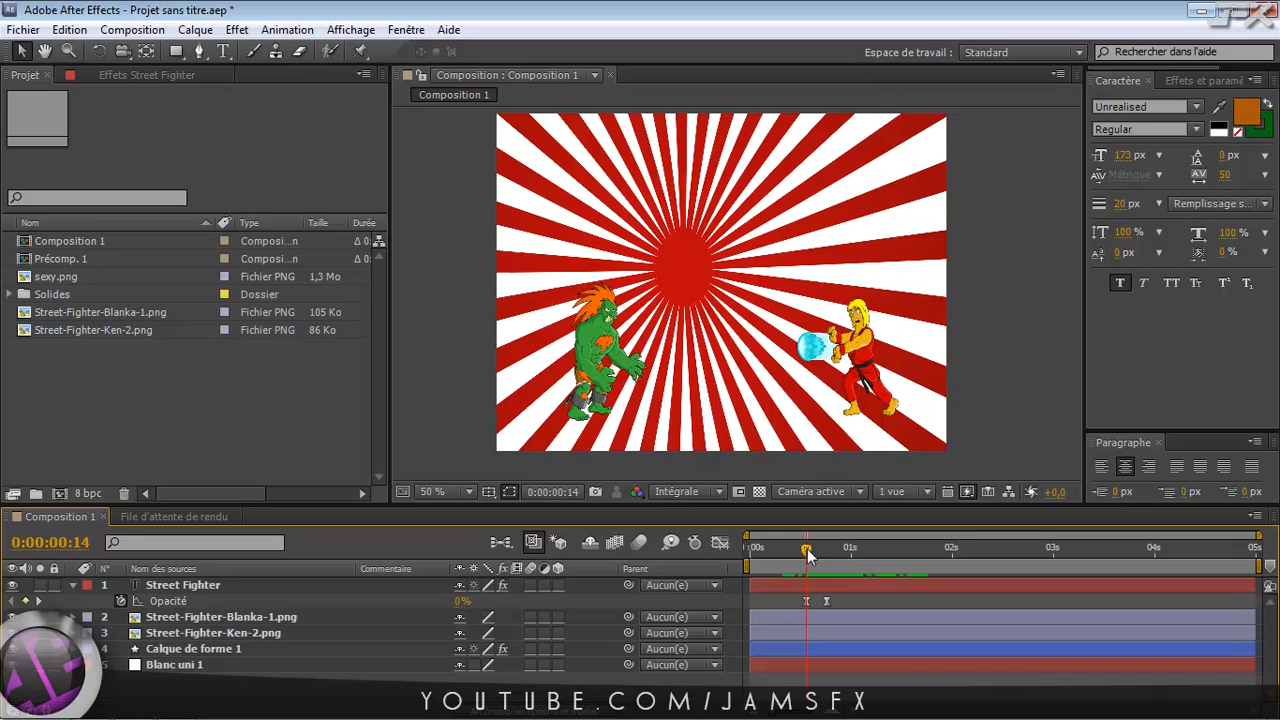 Adobe After Effects - Projet sans titre.aep *
Fichier Edition Composition Calque Effet Animation Affichage Fenêtre Aide
Espace de travail : Standard Rechercher dans l'aide
Projet × Effets Street Fighter
Composition : Composition 1
Composition 1
Caractère × Effets et paramè
Unrealised
Regular
173 px 0 px
Métrique 50
20 px Remplissage s...
100 % 100 %
0 px 0 %
T T TT Tт T¹ T₁
Nom Type Taille Durée
Composition 1 Composi...n Δ 0
Précomp. 1 Composi...n Δ 0
sexy.png Fichier PNG 1,3 Mo
Solides Dossier
Street-Fighter-Blanka-1.png Fichier PNG 105 Ko
Street-Fighter-Ken-2.png Fichier PNG 86 Ko
Paragraphe ×
0 px 0 px 0 px
8 bpc
50 % 0:00:00:14 Intégrale Caméra active 1 vue +0,0
Composition 1 × File d'attente de rendu
0:00:00:14
:00s 01s 02s 03s 04s 05s
N° Nom des sources Commentaire Parent
1 T Street Fighter Aucun(e)
Opacité 0%
2 Street-Fighter-Blanka-1.png Aucun(e)
3 Street-Fighter-Ken-2.png Aucun(e)
4 Calque de forme 1 Aucun(e)
5 Blanc uni 1 Aucun(e)
YOUTUBE.COM/JAMSFX